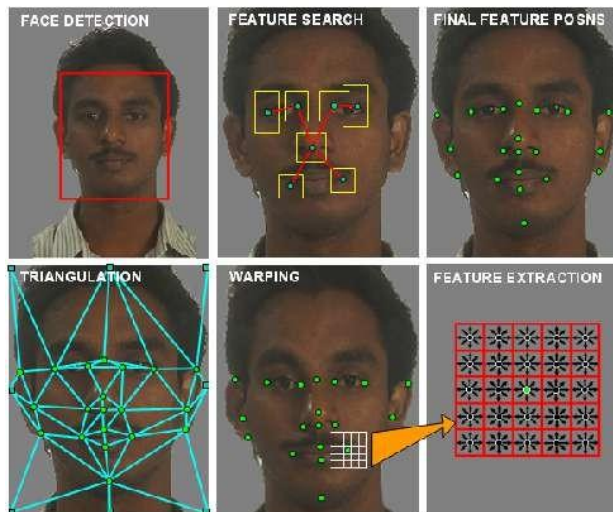 FACE DETECTION
FEATURE SEARCH
FINAL FEATURE POSNS
TRIANGULATION
WARPING
FEATURE EXTRACTION